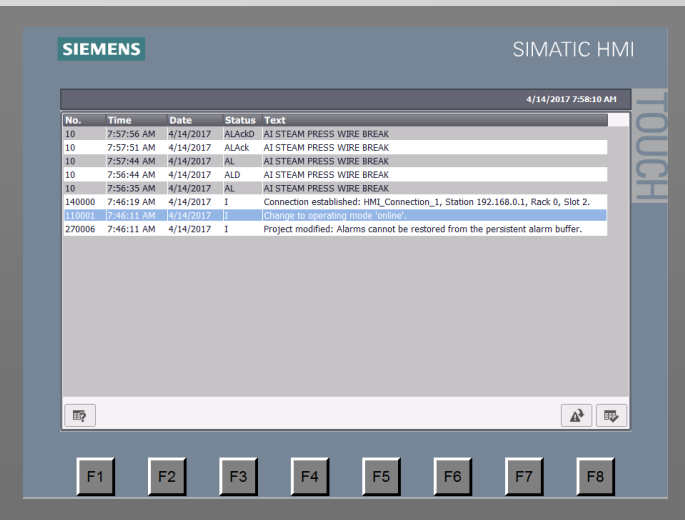 SIEMENS
SIMATIC HMI
TOUCH
4/14/2017 7:58:10 AM
No. Time Date Status Text
10 7:57:56 AM 4/14/2017 ALAckD AI STEAM PRESS WIRE BREAK
10 7:57:51 AM 4/14/2017 ALAck AI STEAM PRESS WIRE BREAK
10 7:57:44 AM 4/14/2017 AL AI STEAM PRESS WIRE BREAK
10 7:56:44 AM 4/14/2017 ALD AI STEAM PRESS WIRE BREAK
10 7:56:35 AM 4/14/2017 AL AI STEAM PRESS WIRE BREAK
140000 7:46:19 AM 4/14/2017 I Connection established: HMI_Connection_1, Station 192.168.0.1, Rack 0, Slot 2.
110001 7:46:11 AM 4/14/2017 I Change to operating mode 'online'.
270006 7:46:11 AM 4/14/2017 I Project modified: Alarms cannot be restored from the persistent alarm buffer.
F1 F2 F3 F4 F5 F6 F7 F8